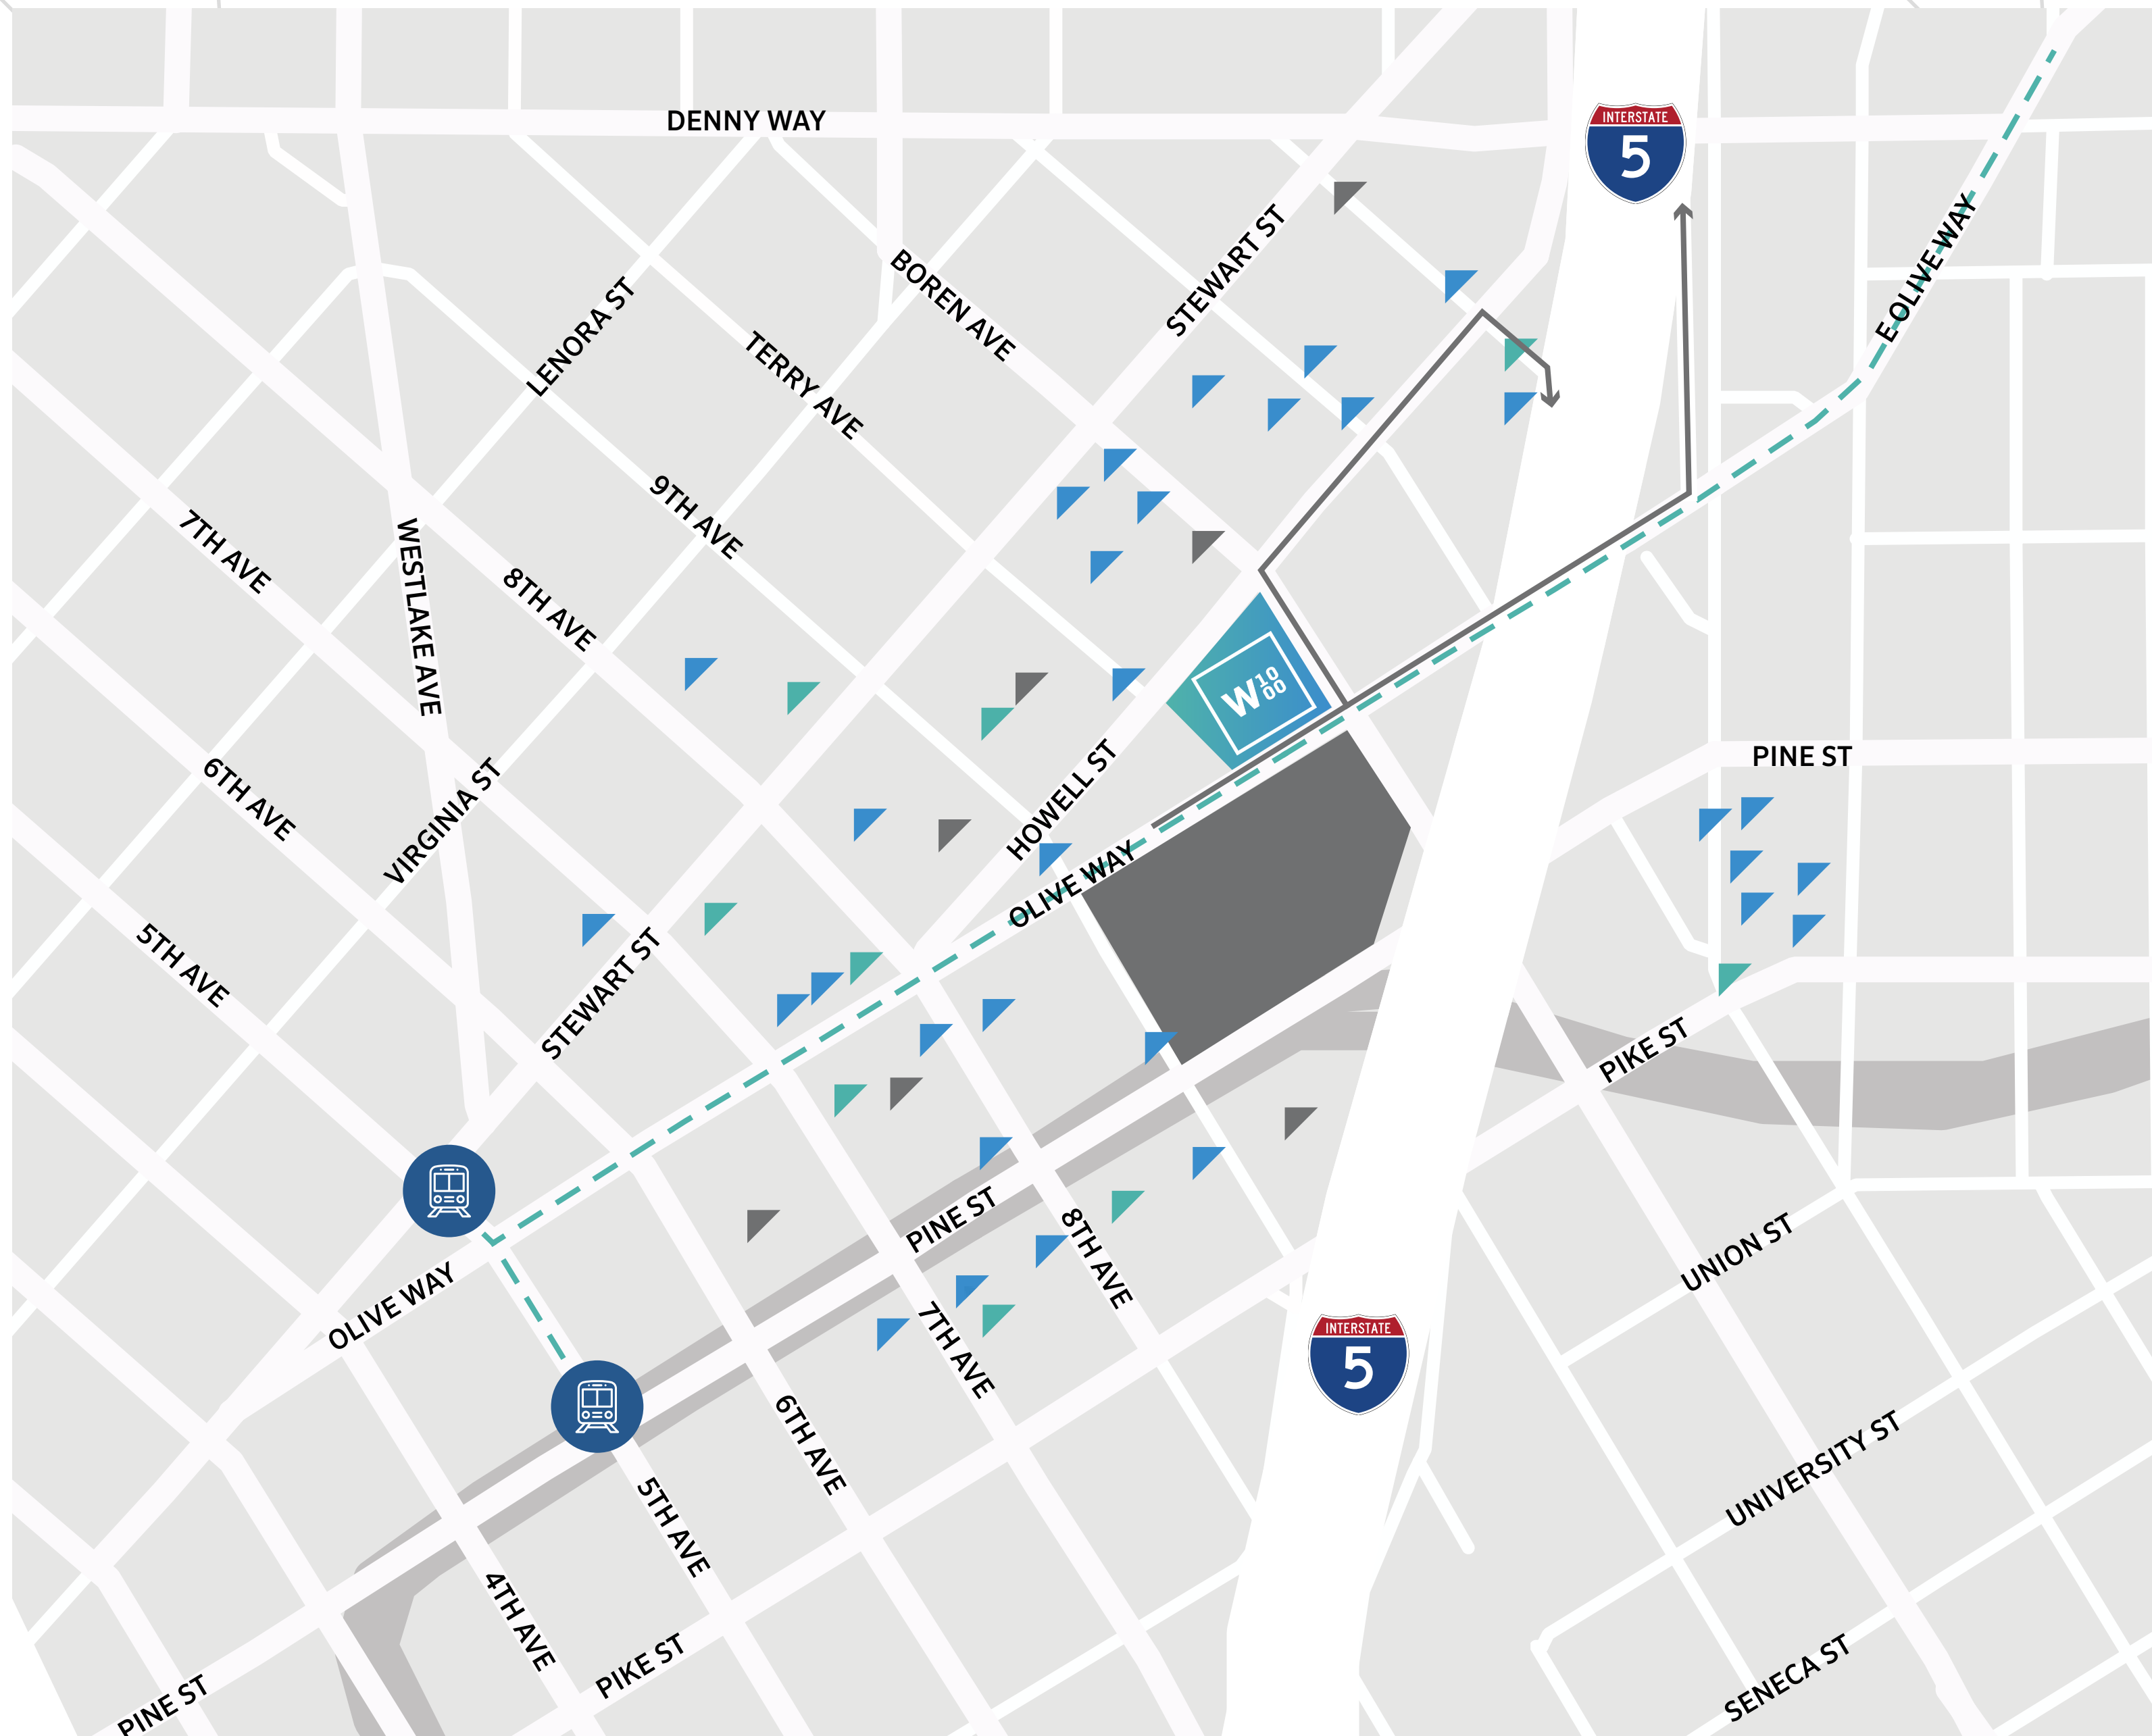 DENNY WAY
INTERSTATE
5
E OLIVE WAY
STEWART ST
BOREN AVE
LENORA ST
TERRY AVE
9TH AVE
7TH AVE
WESTLAKE AVE
8TH AVE
W 10
00
PINE ST
6TH AVE
VIRGINIA ST
HOWELL ST
OLIVE WAY
5TH AVE
STEWART ST
PIKE ST
PINE ST
8TH AVE
UNION ST
OLIVE WAY
7TH AVE
INTERSTATE
5
6TH AVE
5TH AVE
UNIVERSITY ST
4TH AVE
PIKE ST
SENECA ST
PINE ST